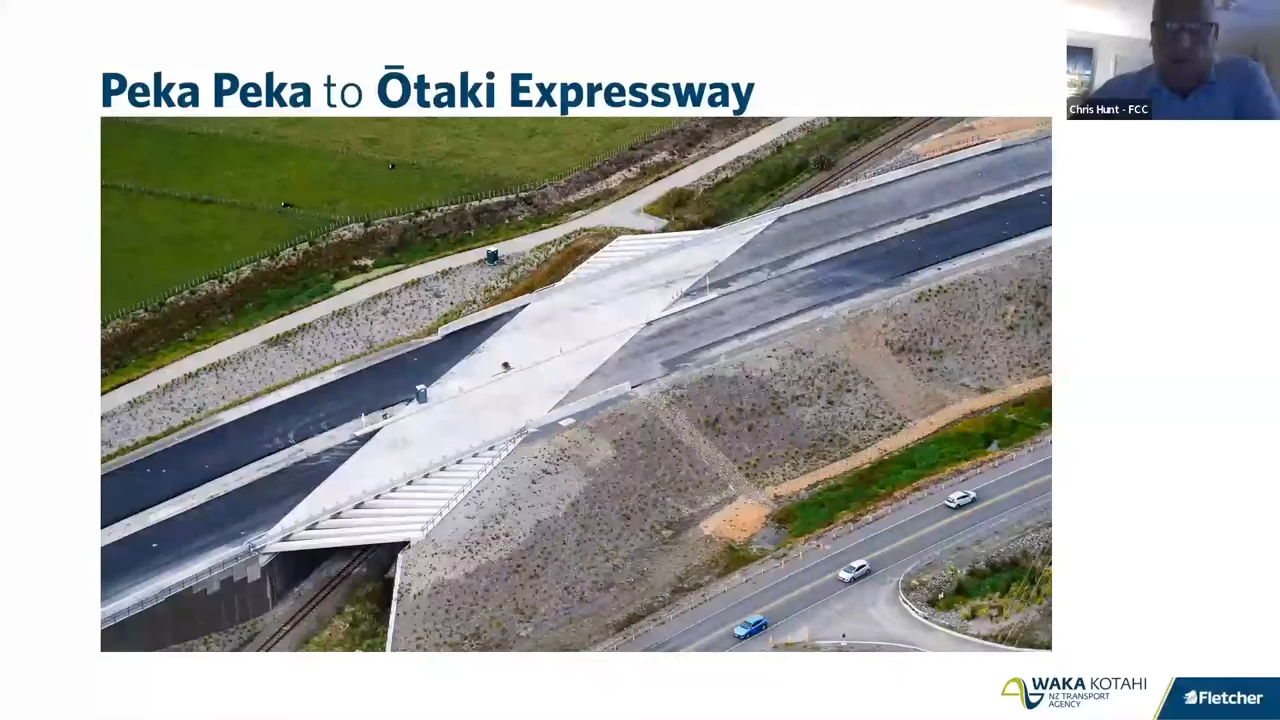 Peka Peka to Ōtaki Expressway
Chris Hunt - FCC
WAKA KOTAHI
NZ TRANSPORT
AGENCY
Fletcher